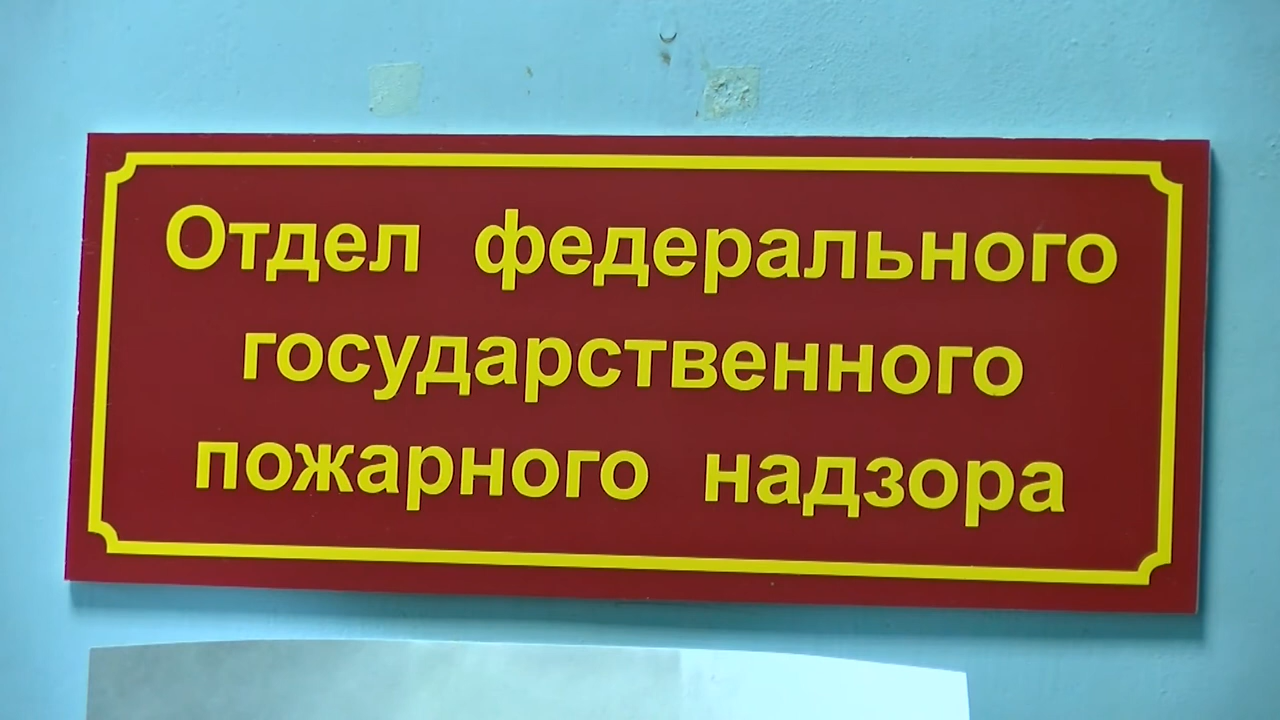 Отдел федерального
государственного
пожарного надзора